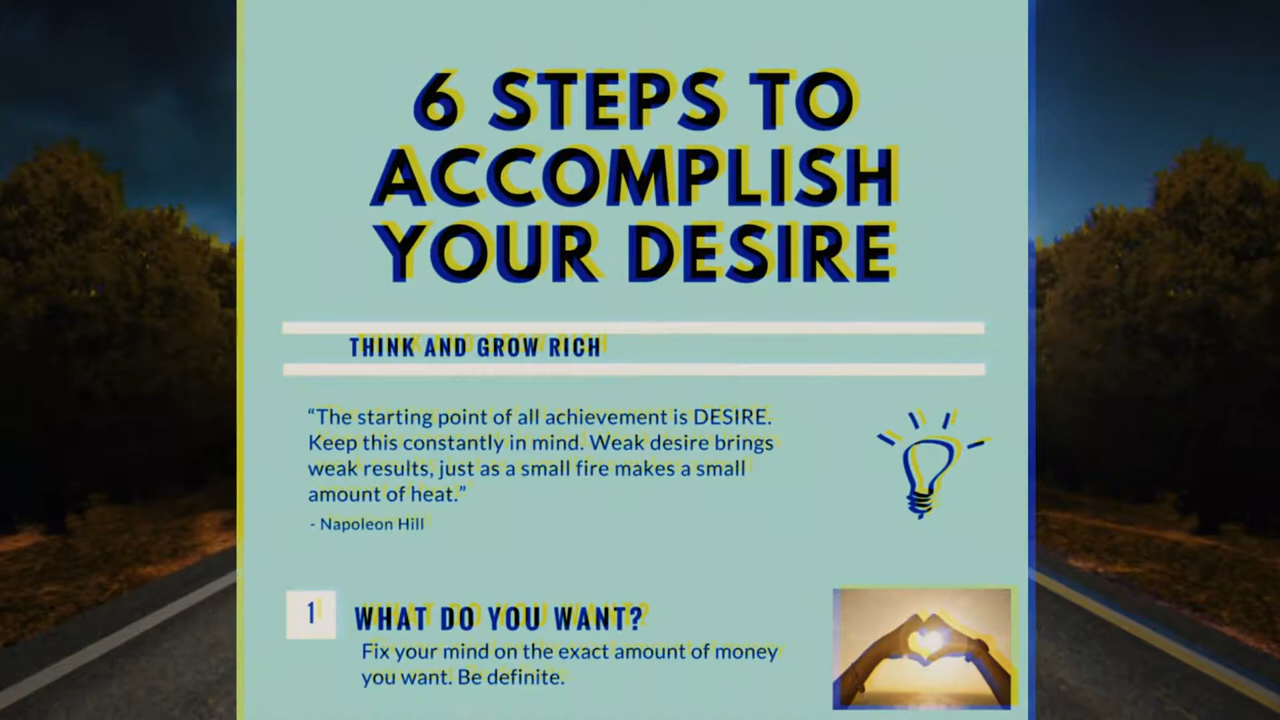 6 STEPS TO
ACCOMPLISH
YOUR DESIRE
THINK AND GROW RICH
“The starting point of all achievement is DESIRE.
Keep this constantly in mind. Weak desire brings
weak results, just as a small fire makes a small
amount of heat.”
- Napoleon Hill
1
WHAT DO YOU WANT?
Fix your mind on the exact amount of money
you want. Be definite.